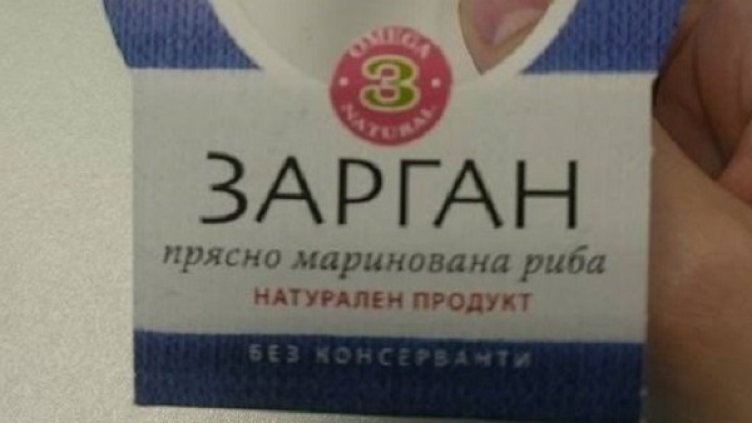 OMEGA
3
NATURAL
ЗАРГАН
прясно маринована риба
НАТУРАЛЕН ПРОДУКТ
БЕЗ КОНСЕРВАНТИ